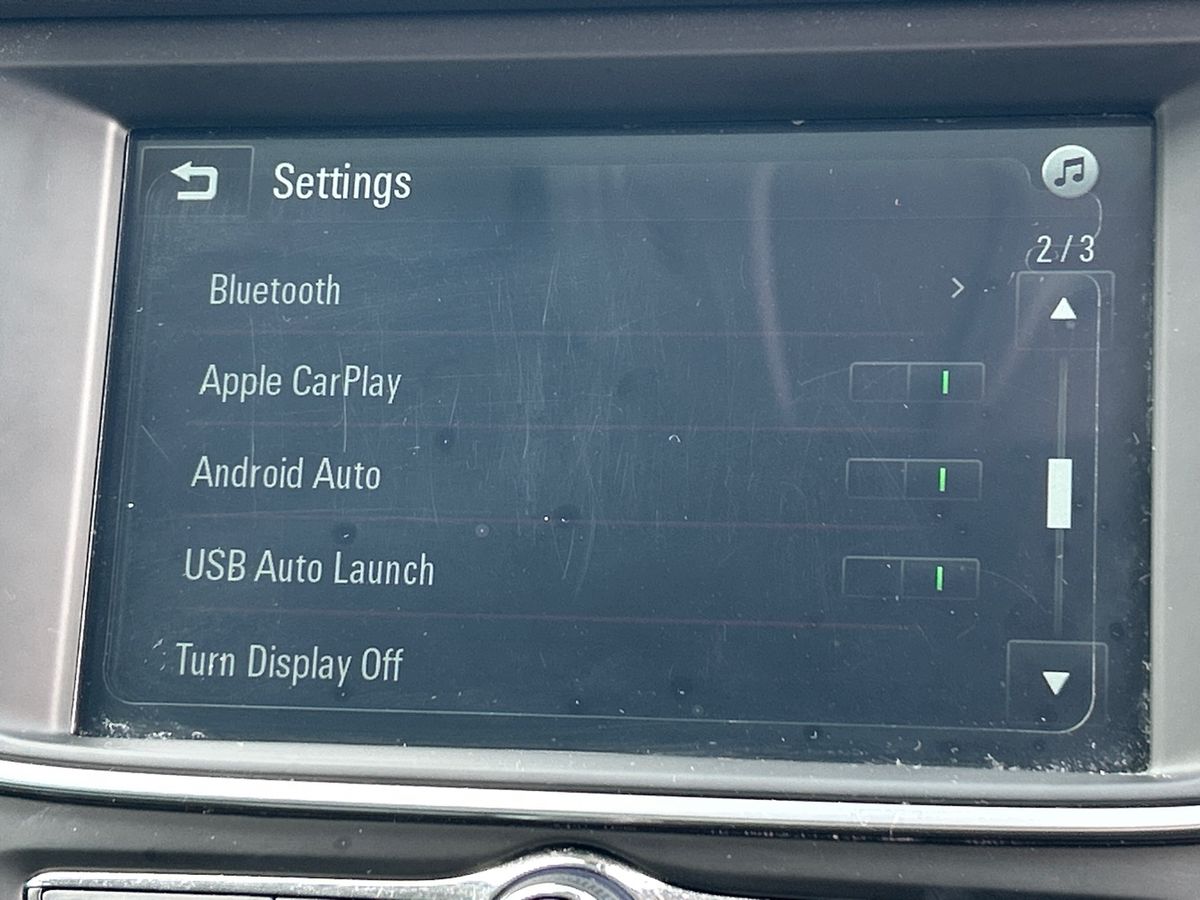 Settings
2/3
Bluetooth
Apple CarPlay
Android Auto
USB Auto Launch
Turn Display Off